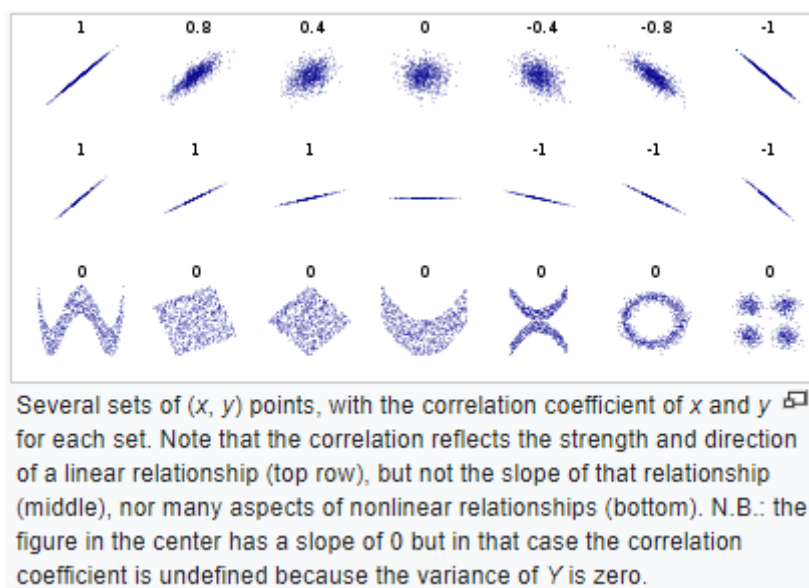 1 0.8 0.4 0 -0.4 -0.8 -1
1 1 1 -1 -1 -1
0 0 0 0 0 0 0
Several sets of (x, y) points, with the correlation coefficient of x and y
for each set. Note that the correlation reflects the strength and direction
of a linear relationship (top row), but not the slope of that relationship
(middle), nor many aspects of nonlinear relationships (bottom). N.B.: the
figure in the center has a slope of 0 but in that case the correlation
coefficient is undefined because the variance of Y is zero.